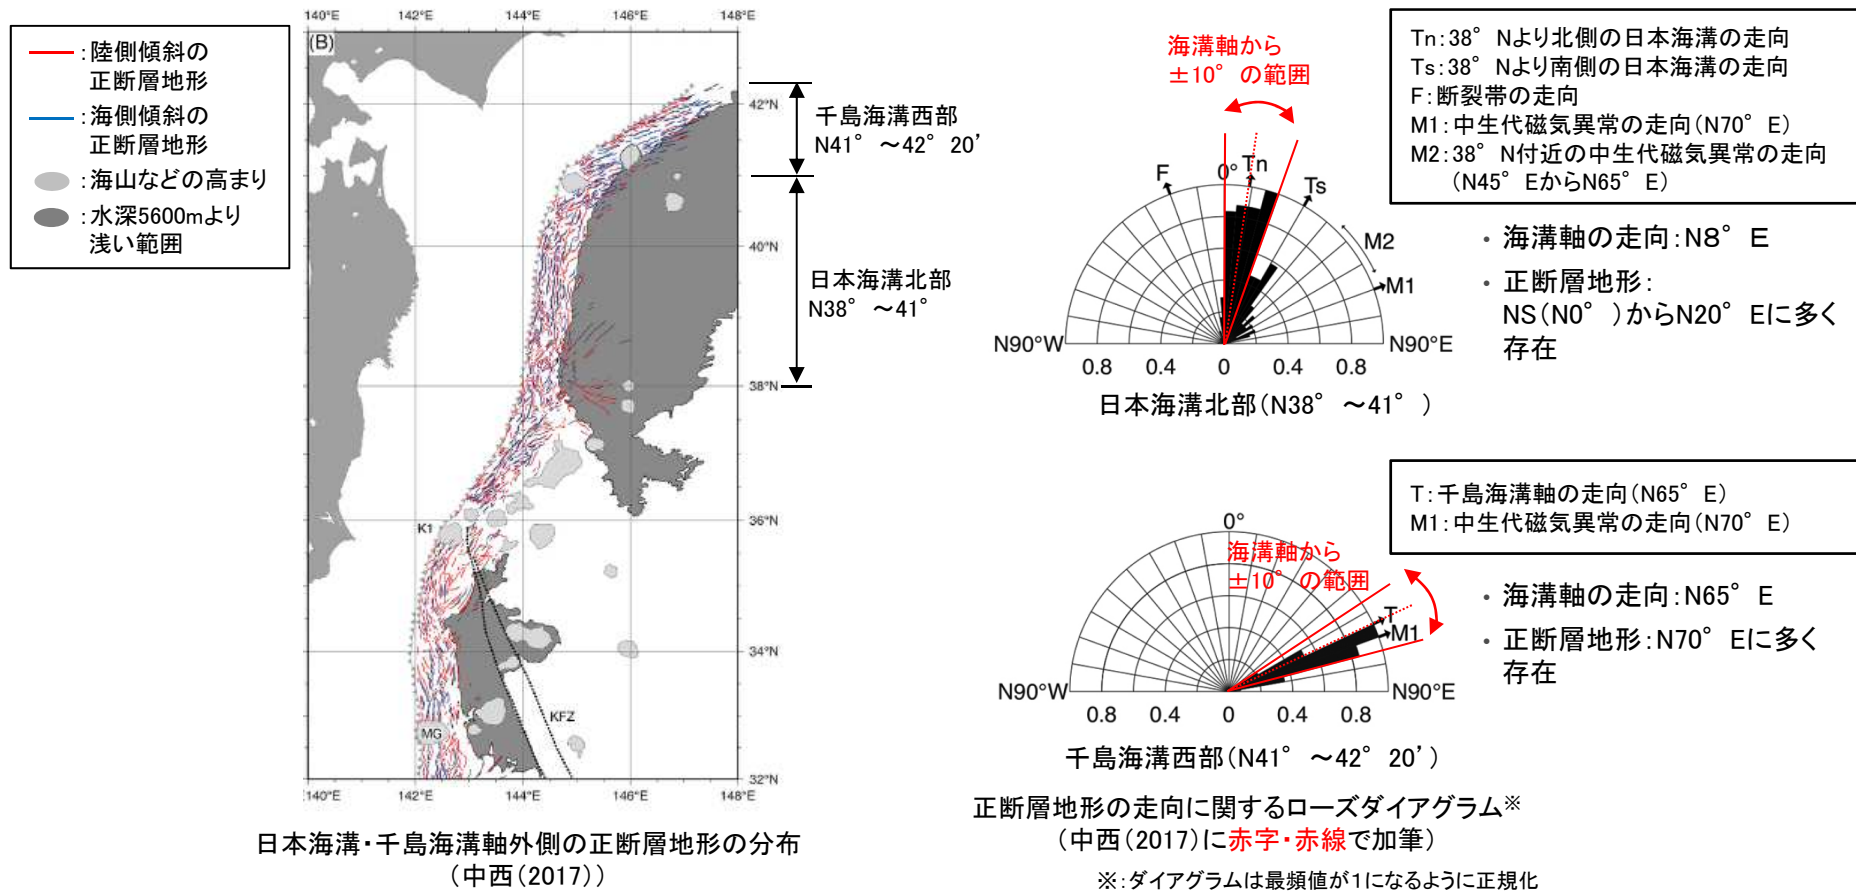 140°E
142°E
144°E
146°E
148°E
(B)
:陸側傾斜の
正断層地形
:海側傾斜の
正断層地形
:海山などの高まり
:水深5600mより
浅い範囲
42°N
40°N
38°N
36°N
34°N
32°N
K1
KFZ
MG
140°E
142°E
144°E
146°E
148°E
千島海溝西部
N41°~42°20'
日本海溝北部
N38°~41°
日本海溝・千島海溝軸外側の正断層地形の分布
(中西(2017))
海溝軸から
±10°の範囲
F
0°
Tn
Ts
M2
M1
N90°W
N90°E
0.8
0.4
0
0.4
0.8
日本海溝北部(N38°~41°)
Tn:38°Nより北側の日本海溝の走向
Ts:38°Nより南側の日本海溝の走向
F:断裂帯の走向
M1:中生代磁気異常の走向(N70°E)
M2:38°N付近の中生代磁気異常の走向
(N45°EからN65°E)
・海溝軸の走向:N8°E
・正断層地形:
NS(N0°)からN20°Eに多く
存在
0°
海溝軸から
±10°の範囲
T
M1
N90°W
N90°E
0.8
0.4
0
0.4
0.8
千島海溝西部(N41°~42°20')
T:千島海溝軸の走向(N65°E)
M1:中生代磁気異常の走向(N70°E)
・海溝軸の走向:N65°E
・正断層地形:N70°Eに多く
存在
正断層地形の走向に関するローズダイアグラム※
(中西(2017)に赤字・赤線で加筆)
※:ダイアグラムは最頻値が1になるように正規化